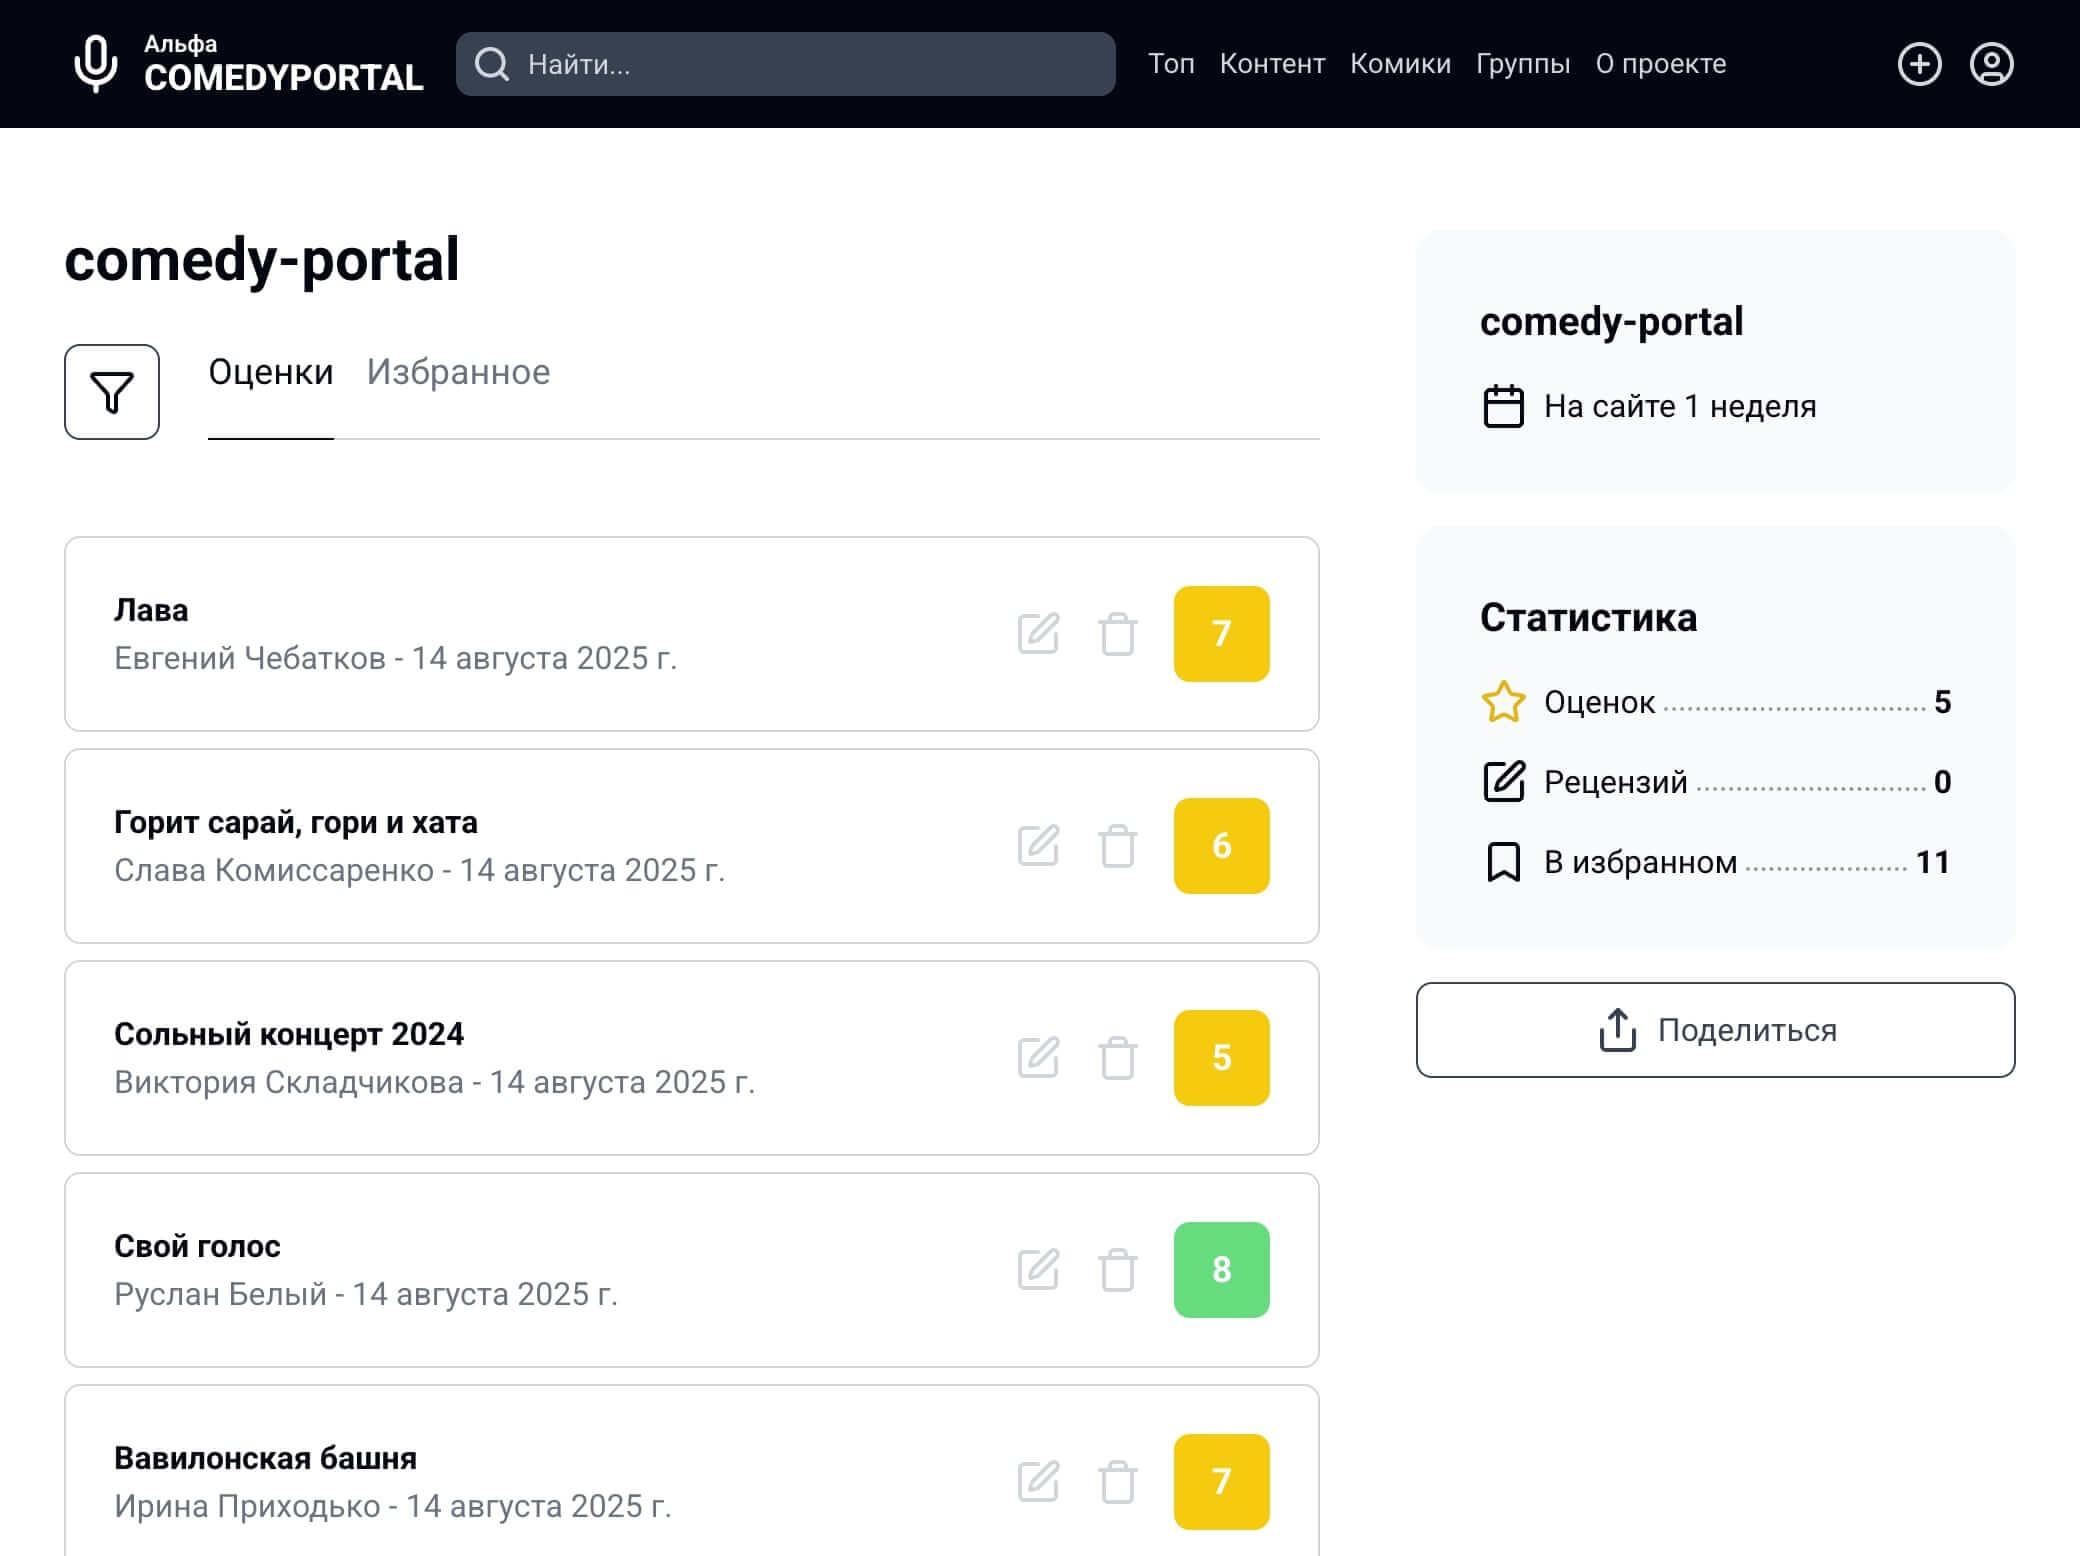 Альфа
COMEDYPORTAL
Найти...
Топ Контент Комики Группы О проекте
comedy-portal
Оценки Избранное
Лава
Евгений Чебатков - 14 августа 2025 г.
7
Горит сарай, гори и хата
Слава Комиссаренко - 14 августа 2025 г.
6
Сольный концерт 2024
Виктория Складчикова - 14 августа 2025 г.
5
Свой голос
Руслан Белый - 14 августа 2025 г.
8
Вавилонская башня
Ирина Приходько - 14 августа 2025 г.
7
comedy-portal
На сайте 1 неделя
Статистика
Оценок 5
Рецензий 0
В избранном 11
Поделиться